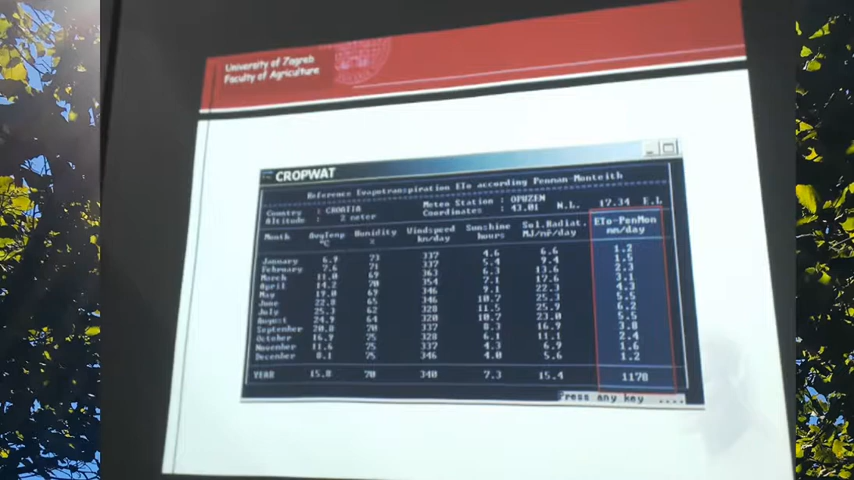 University of Zagreb
Faculty of Agriculture
CROPWAT
Reference Evapotranspiration ETo according Penman-Monteith
Country : CROATIA Meteo Station : OPUZEN
Altitude : 2 meter Coordinates : 43.01 N.L. 17.34 E.L
Month AvgTemp Humidity Windspeed Sunshine Sol.Radiat. ETo-PenMon
°C % km/day hours MJ/m²/day mm/day
January 6.9 73 337 4.6 6.6 1.2
February 7.6 71 337 5.4 9.4 1.5
March 11.0 69 363 6.3 13.6 2.3
April 14.2 70 354 7.1 17.6 3.1
May 19.0 69 346 9.1 22.3 4.3
June 22.8 65 346 10.7 25.3 5.5
July 25.3 62 328 11.5 25.9 6.2
August 24.9 64 320 10.7 23.0 5.5
September 20.8 70 337 8.3 16.9 3.8
October 16.9 75 328 6.1 11.1 2.4
November 11.6 75 337 4.3 6.9 1.6
December 8.1 75 346 4.0 5.6 1.2
YEAR 15.8 70 340 7.3 15.4 1178
Press any key ....